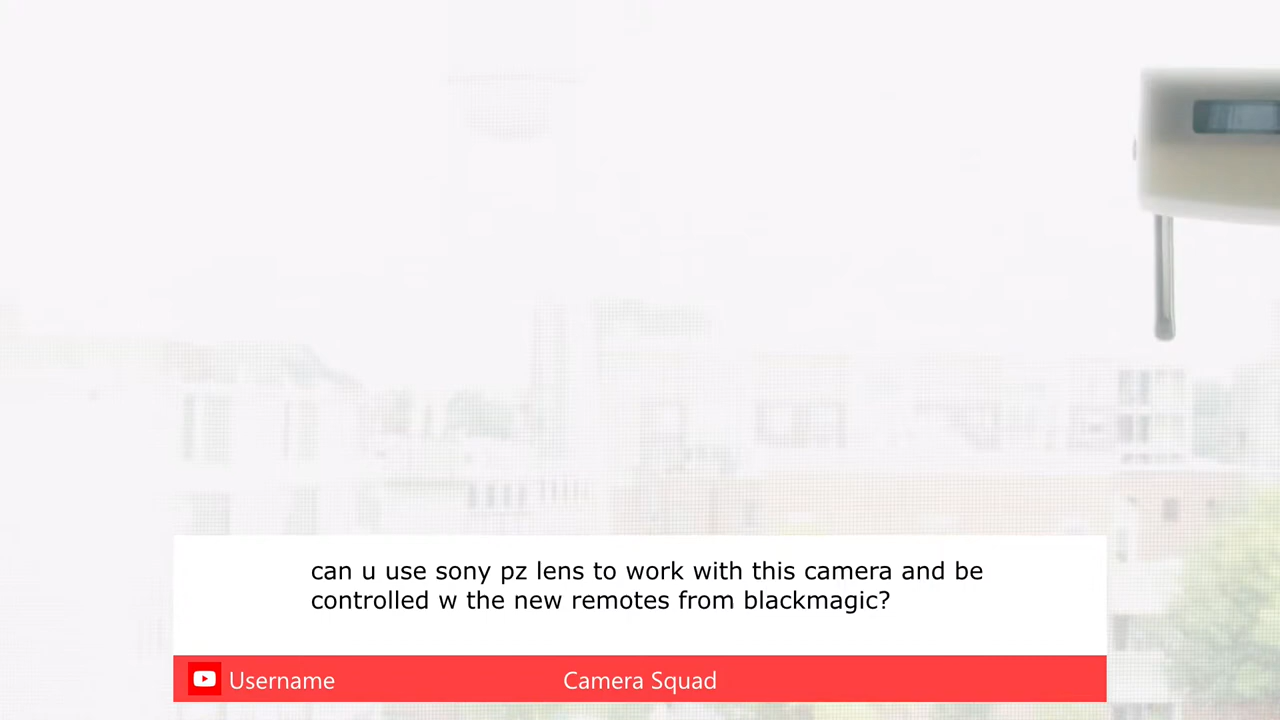 can u use sony pz lens to work with this camera and be
controlled w the new remotes from blackmagic?
Username
Camera Squad